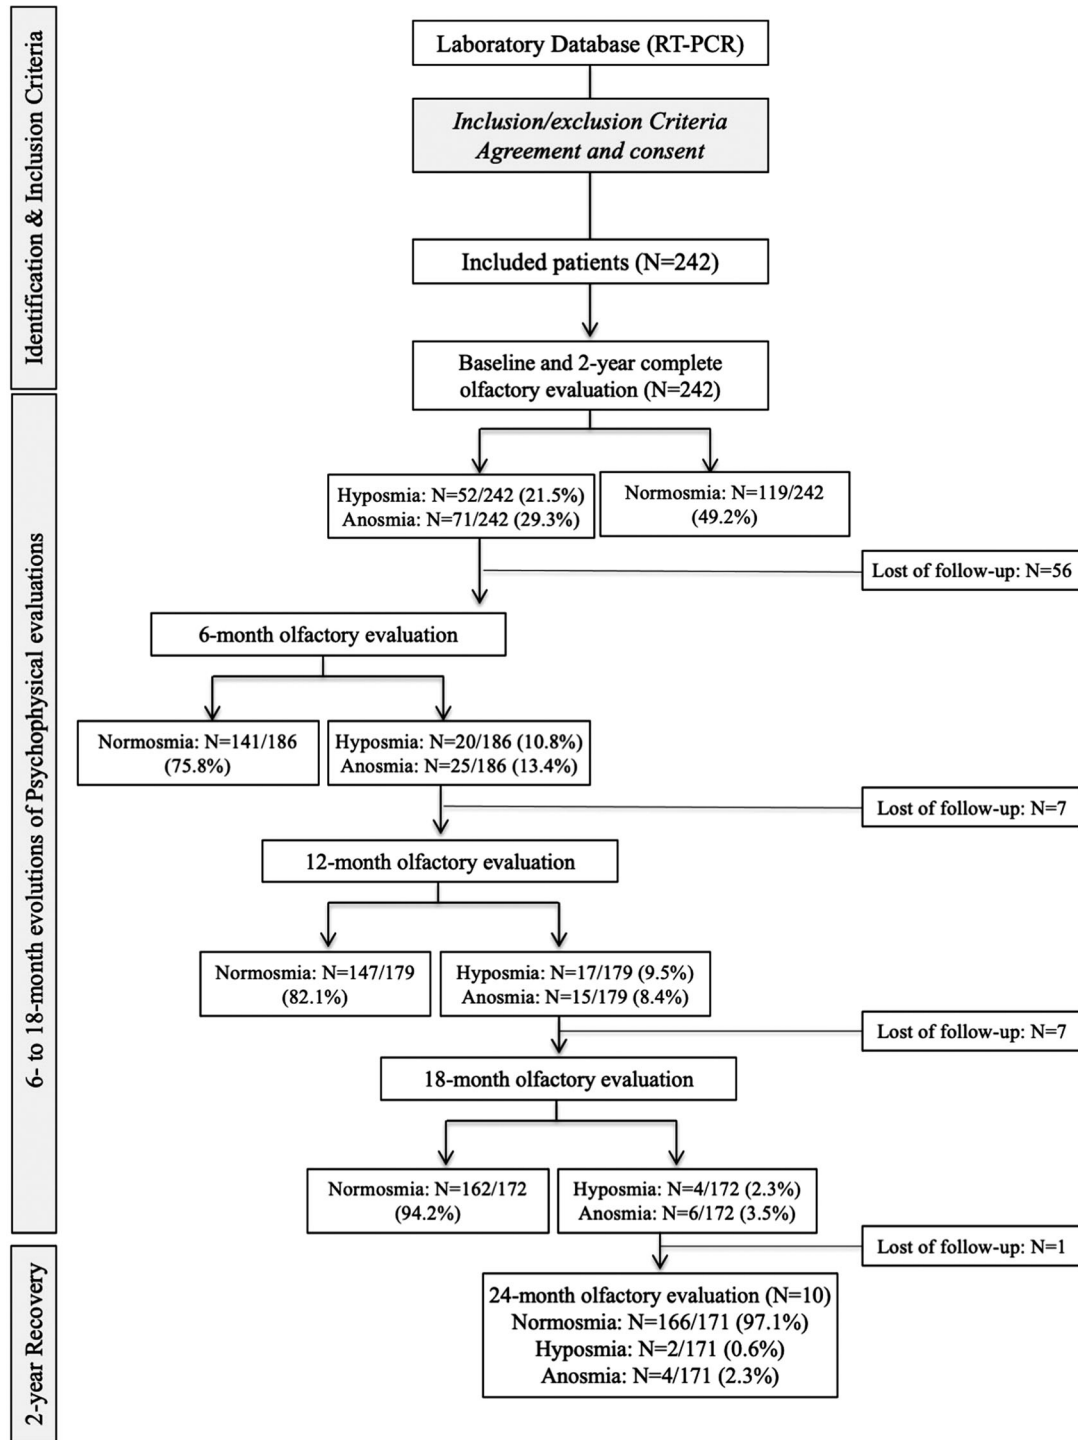 Identification & Inclusion Criteria
Laboratory Database (RT-PCR)
Inclusion/exclusion Criteria
Agreement and consent
Included patients (N=242)
Baseline and 2-year complete
olfactory evaluation (N=242)
6- to 18-month evolutions of Psychophysical evaluations
Hyposmia: N=52/242 (21.5%)
Anosmia: N=71/242 (29.3%)
Normosmia: N=119/242
(49.2%)
Lost of follow-up: N=56
6-month olfactory evaluation
Normosmia: N=141/186
(75.8%)
Hyposmia: N=20/186 (10.8%)
Anosmia: N=25/186 (13.4%)
Lost of follow-up: N=7
12-month olfactory evaluation
Normosmia: N=147/179
(82.1%)
Hyposmia: N=17/179 (9.5%)
Anosmia: N=15/179 (8.4%)
Lost of follow-up: N=7
18-month olfactory evaluation
Normosmia: N=162/172
(94.2%)
Hyposmia: N=4/172 (2.3%)
Anosmia: N=6/172 (3.5%)
Lost of follow-up: N=1
2-year Recovery
24-month olfactory evaluation (N=10)
Normosmia: N=166/171 (97.1%)
Hyposmia: N=2/171 (0.6%)
Anosmia: N=4/171 (2.3%)